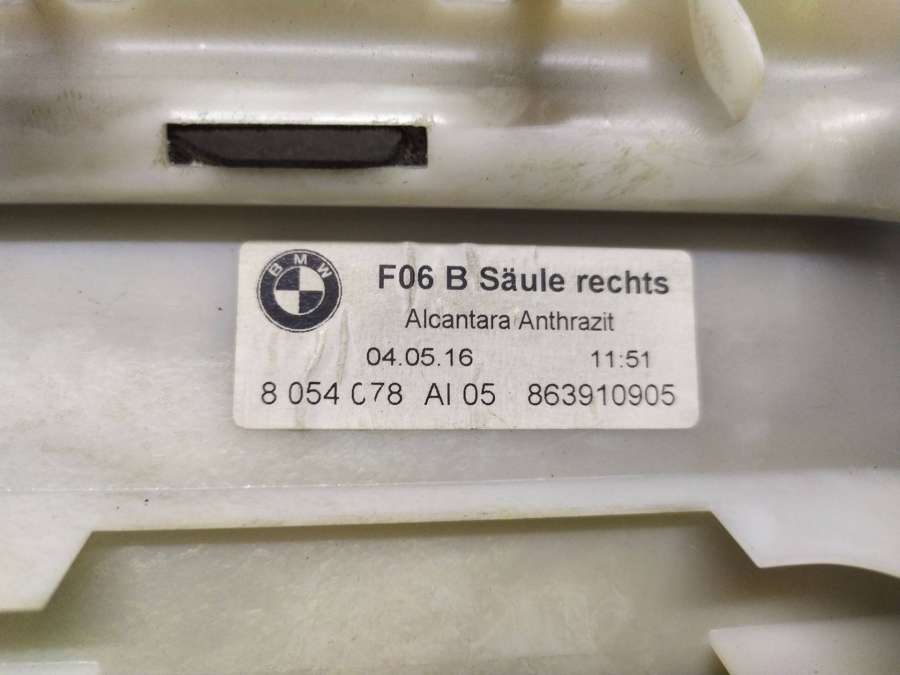 BMW
F06 B Säule rechts
Alcantara Anthrazit
04.05.16 11:51
8 054 078 AI 05 863910905